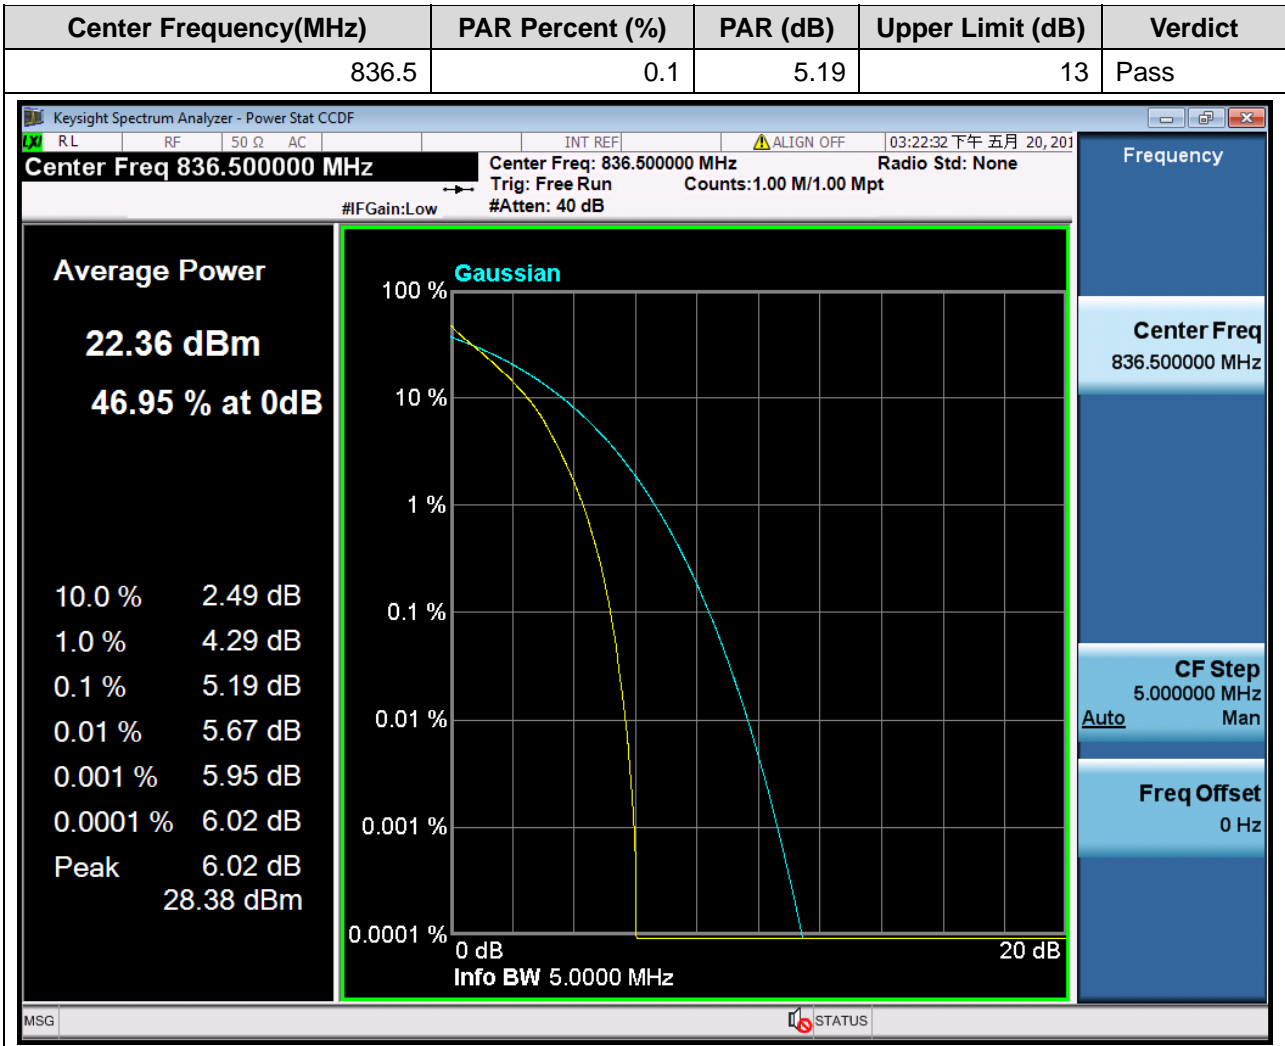 Center Frequency(MHz) PAR Percent (%) PAR (dB) Upper Limit (dB) Verdict
836.5 0.1 5.19 13 Pass
Keysight Spectrum Analyzer - Power Stat CCDF
LXI RL RF 50 Ω AC INT REF ALIGN OFF 03:22:32 下午 五月 20, 201
Center Freq 836.500000 MHz
Center Freq: 836.500000 MHz Radio Std: None
Trig: Free Run Counts:1.00 M/1.00 Mpt
#IFGain:Low #Atten: 40 dB
Frequency
Average Power
22.36 dBm
46.95 % at 0dB
10.0 % 2.49 dB
1.0 % 4.29 dB
0.1 % 5.19 dB
0.01 % 5.67 dB
0.001 % 5.95 dB
0.0001 % 6.02 dB
Peak 6.02 dB
28.38 dBm
Gaussian
100 %
10 %
1 %
0.1 %
0.01 %
0.001 %
0.0001 %
0 dB 20 dB
Info BW 5.0000 MHz
Center Freq
836.500000 MHz
CF Step
5.000000 MHz
Auto Man
Freq Offset
0 Hz
MSG STATUS